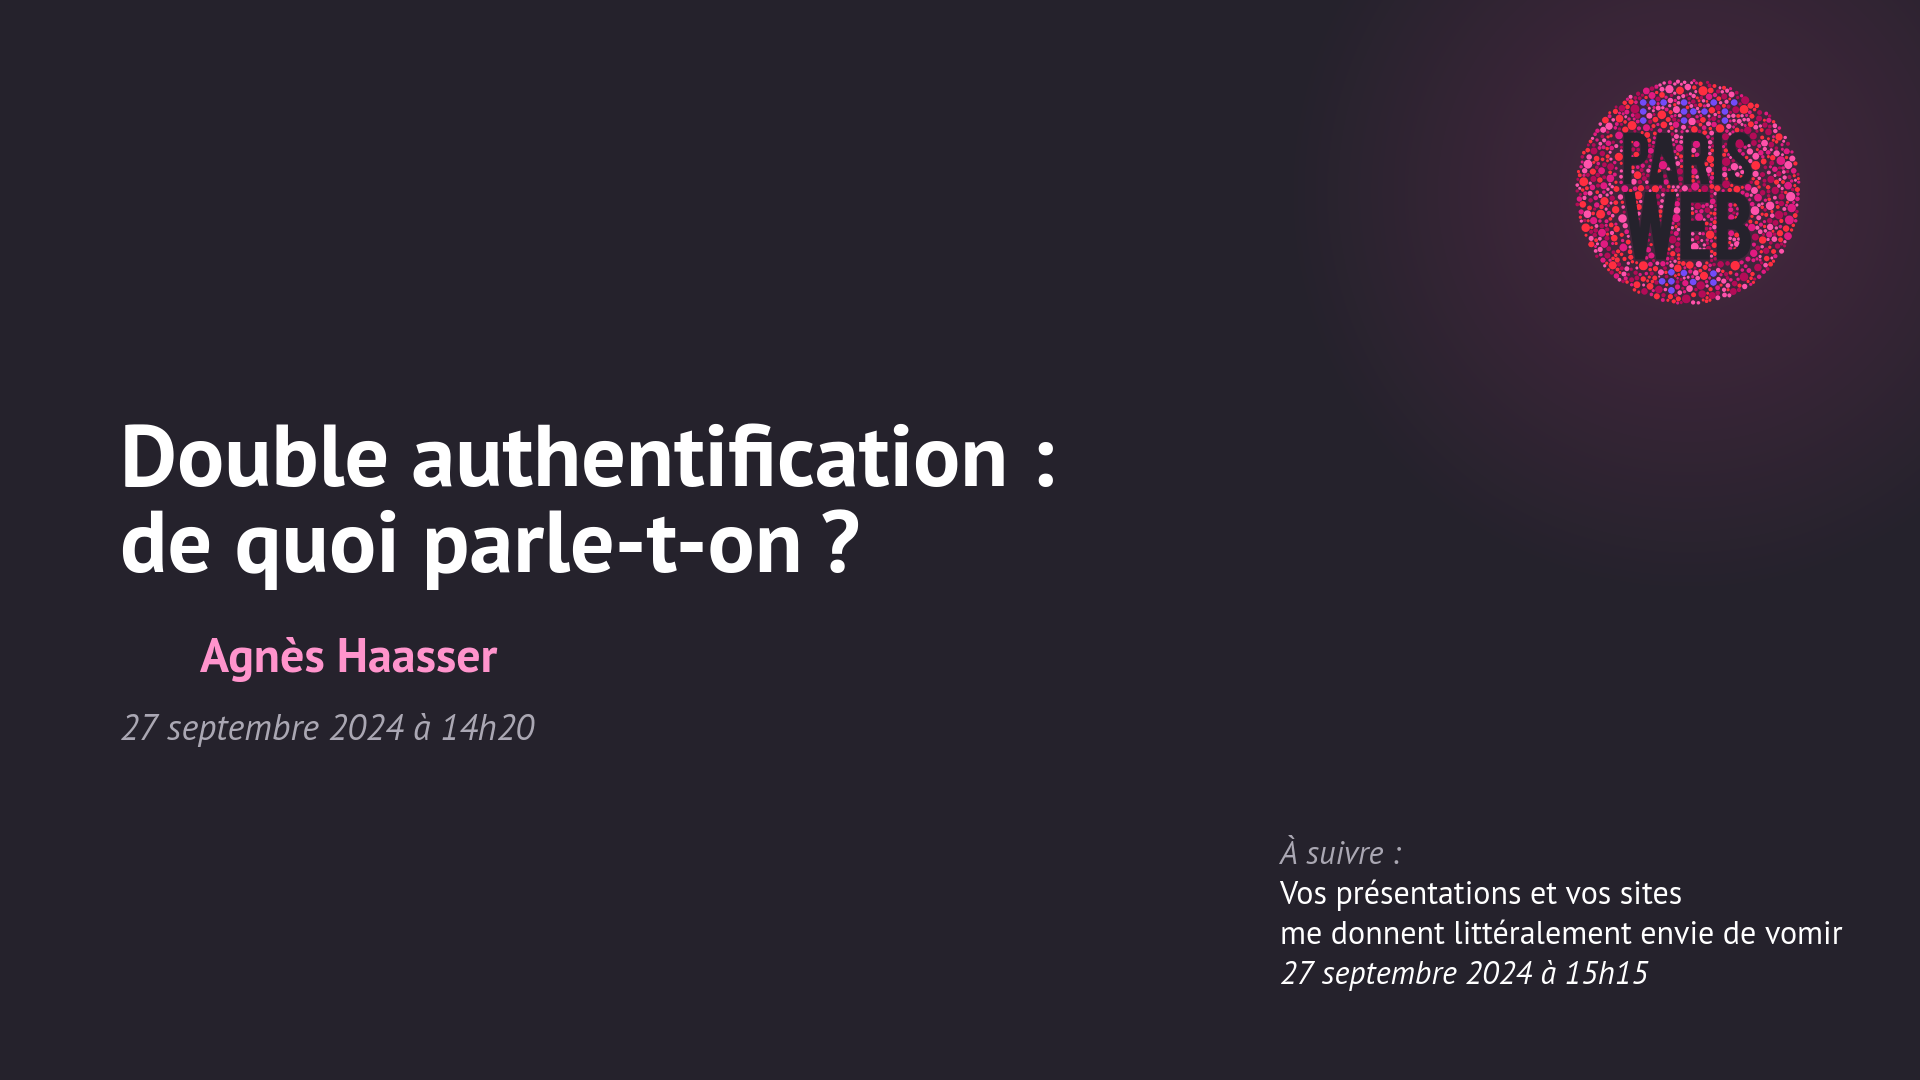 PARIS
WEB
Double authentification :
de quoi parle-t-on ?
Agnès Haasser
27 septembre 2024 à 14h20
À suivre :
Vos présentations et vos sites
me donnent littéralement envie de vomir
27 septembre 2024 à 15h15